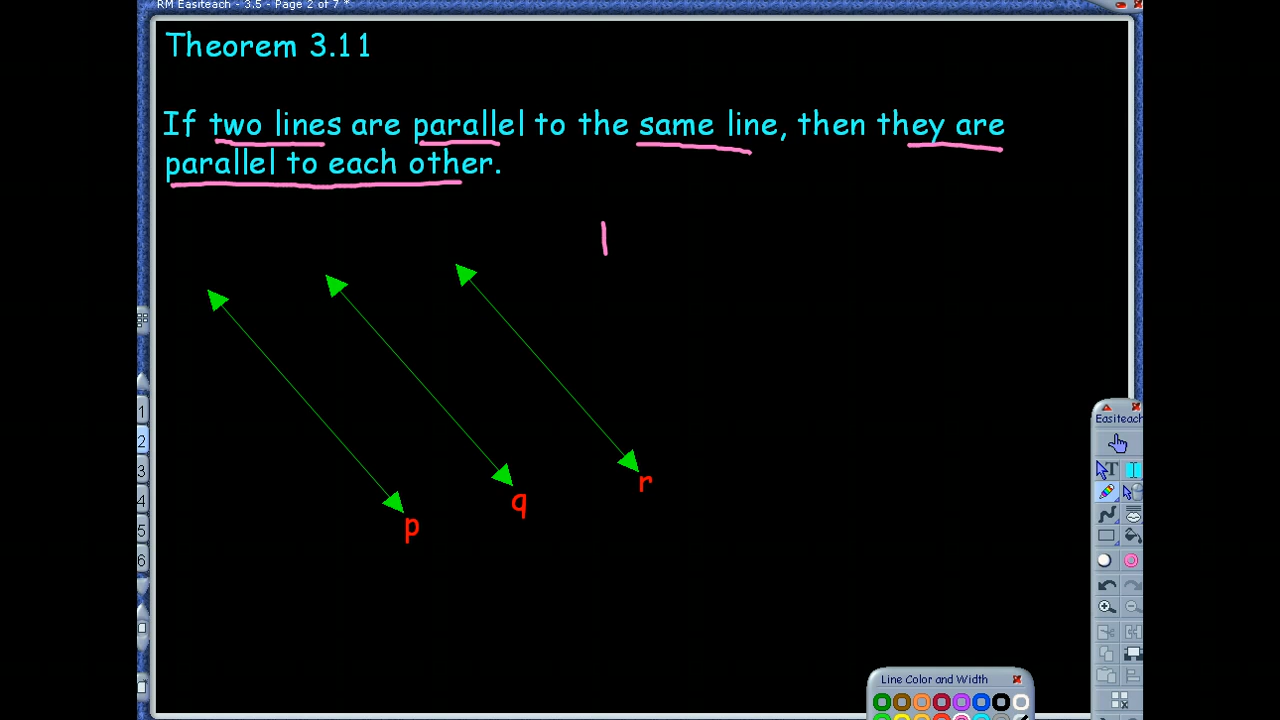 RM Easiteach - 3.5 - Page 2 of 7 *
Theorem 3.11
If two lines are parallel to the same line, then they are
parallel to each other.
p
q
r
1
2
3
4
5
6
Easiteach
T
Line Color and Width